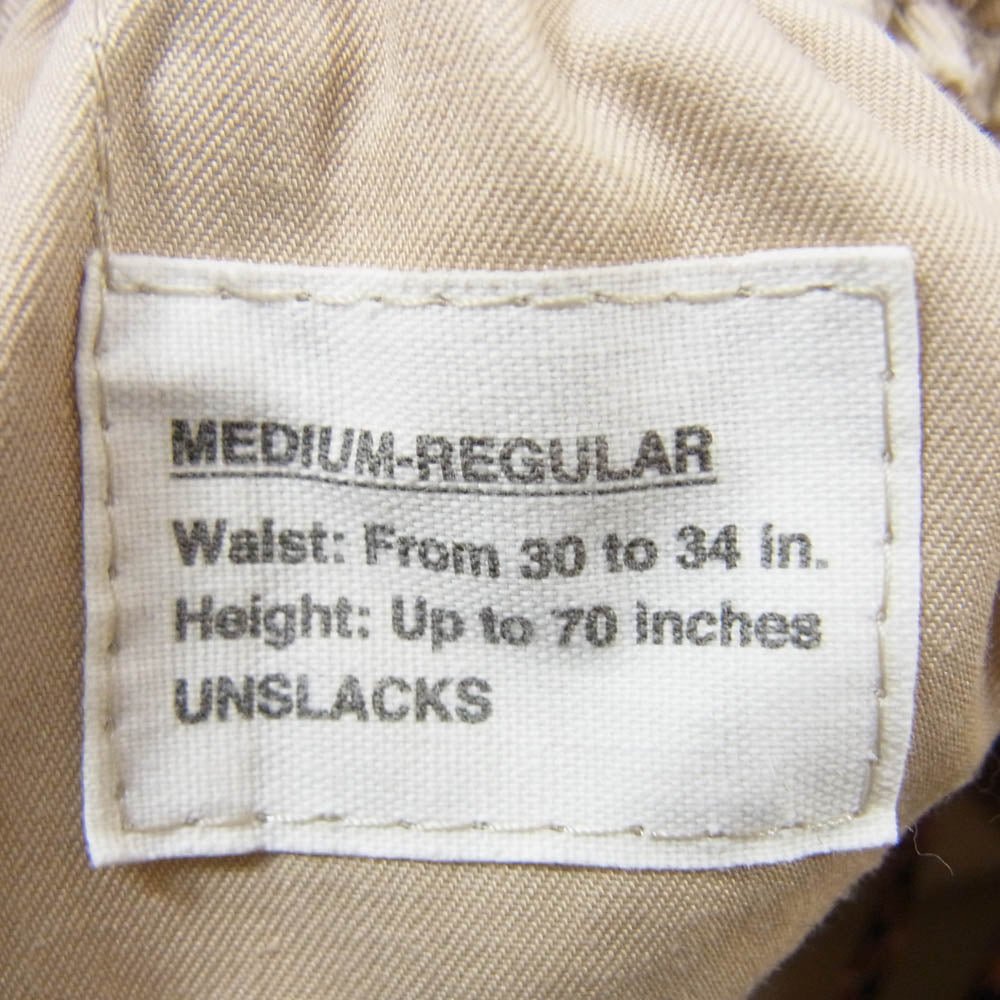 MEDIUM-REGULAR
Waist: From 30 to 34 in.
Height: Up to 70 inches
UNSLACKS